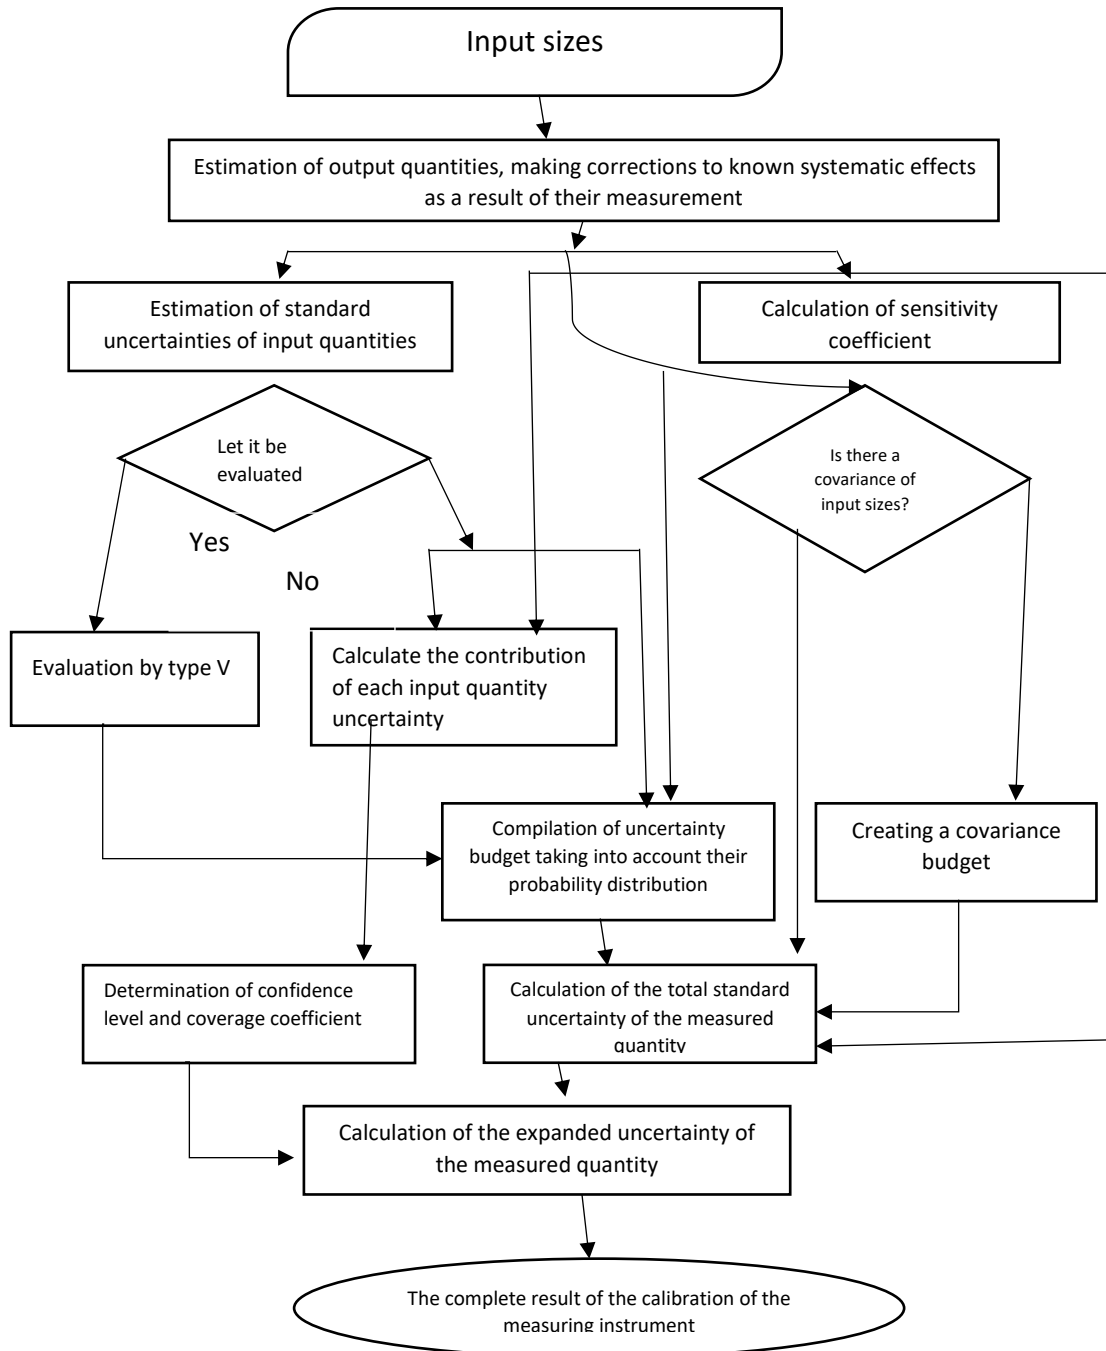 Input sizes
Estimation of output quantities, making corrections to known systematic effects
as a result of their measurement
Estimation of standard
uncertainties of input quantities
Calculation of sensitivity
coefficient
Let it be
evaluated
Is there a
covariance of
input sizes?
Yes
No
Evaluation by type V
Calculate the contribution
of each input quantity
uncertainty
Compilation of uncertainty
budget taking into account their
probability distribution
Creating a covariance
budget
Determination of confidence
level and coverage coefficient
Calculation of the total standard
uncertainty of the measured
quantity
Calculation of the expanded uncertainty of
the measured quantity
The complete result of the calibration of the
measuring instrument